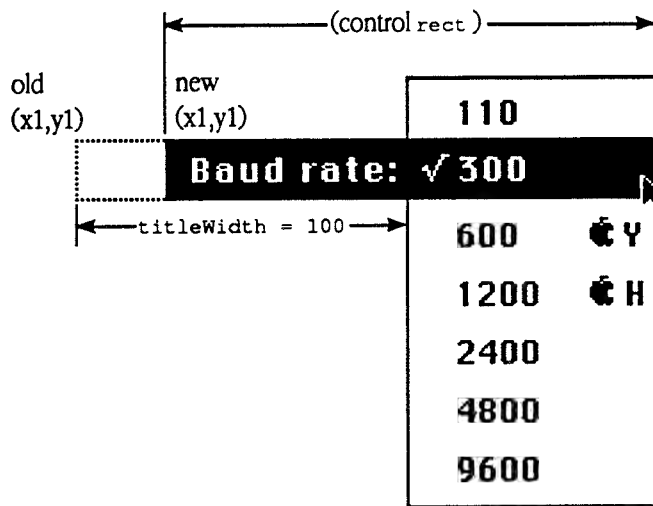 (control rect)
old
(x1,y1)
new
(x1,y1)
110
Baud rate: √ 300
titleWidth = 100
600 Y
1200 H
2400
4800
9600